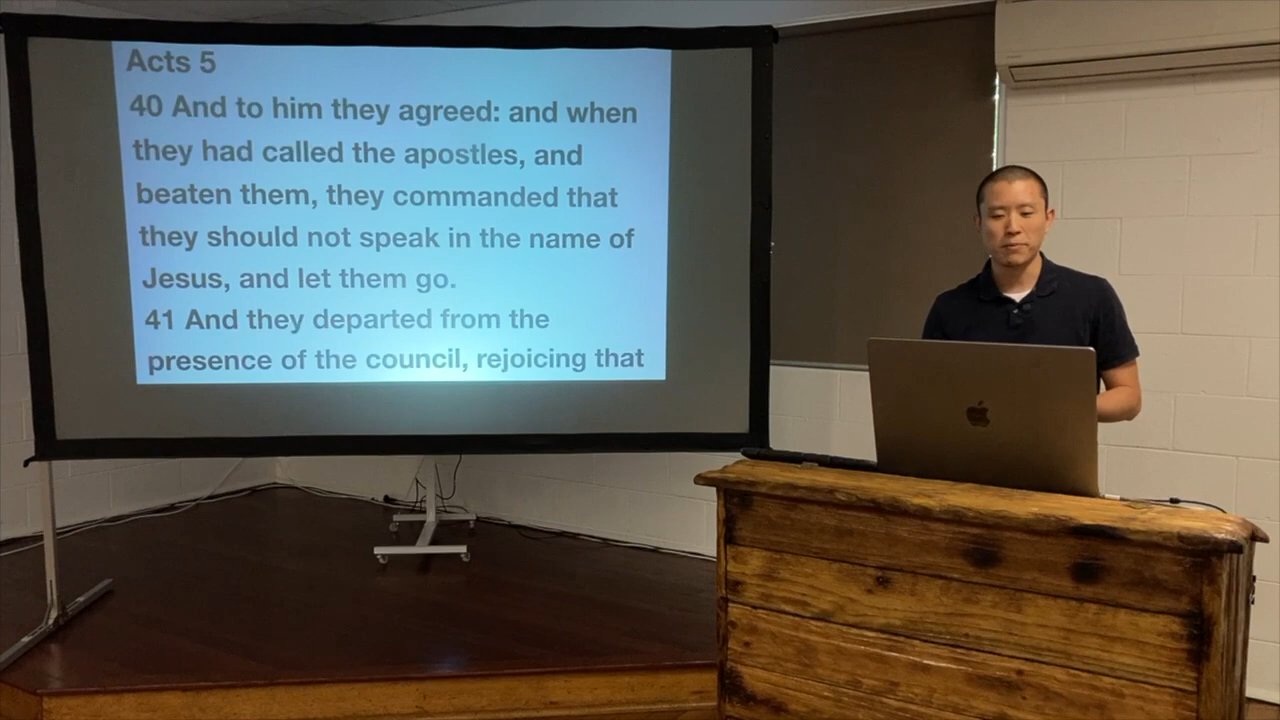 Acts 5
40 And to him they agreed: and when
they had called the apostles, and
beaten them, they commanded that
they should not speak in the name of
Jesus, and let them go.
41 And they departed from the
presence of the council, rejoicing that